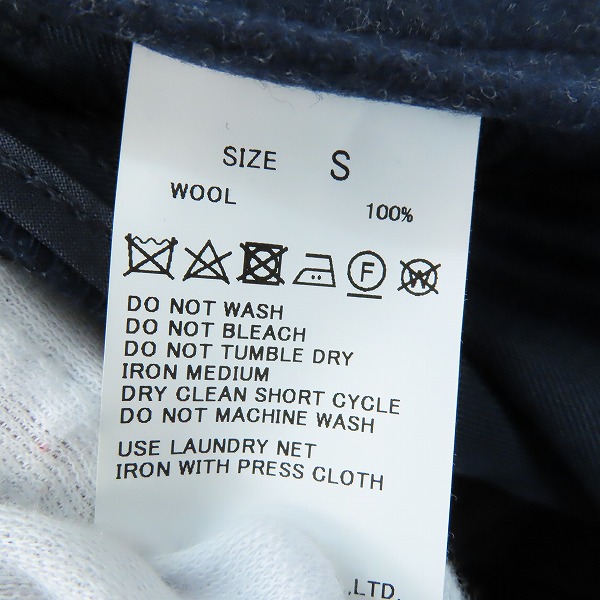 SIZE S
WOOL 100%
F W
DO NOT WASH
DO NOT BLEACH
DO NOT TUMBLE DRY
IRON MEDIUM
DRY CLEAN SHORT CYCLE
DO NOT MACHINE WASH
USE LAUNDRY NET
IRON WITH PRESS CLOTH
.,LTD.